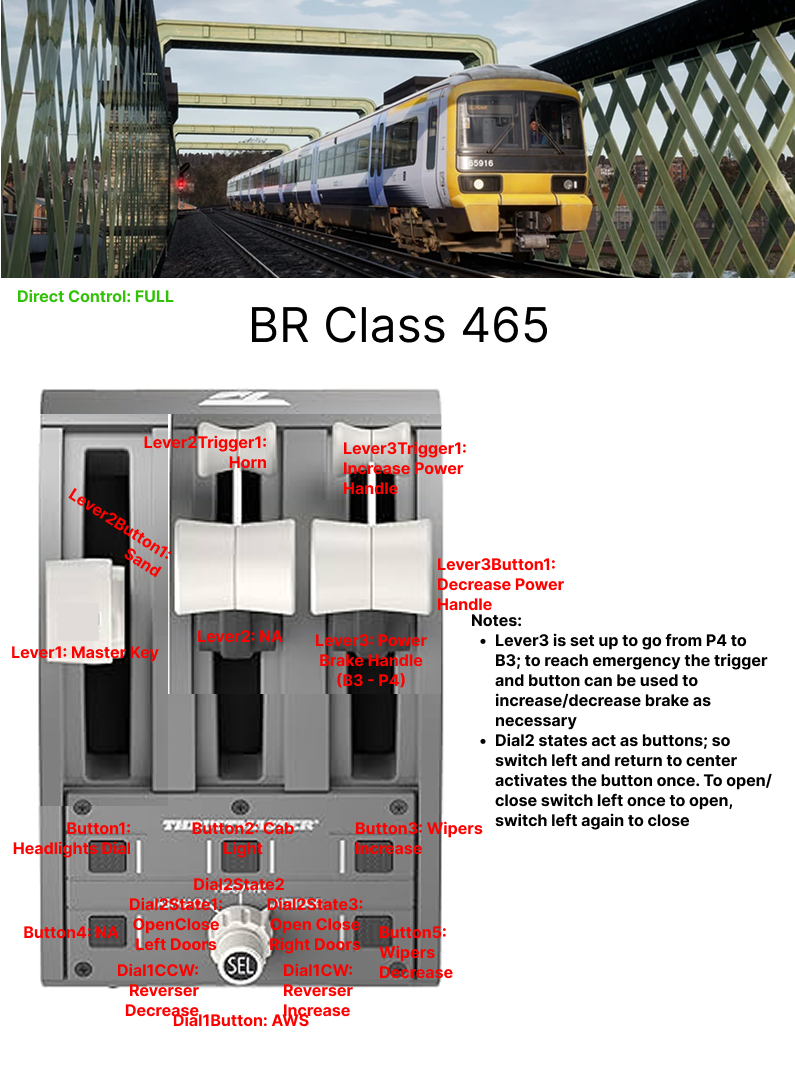 65916
Direct Control: FULL
BR Class 465
Lever2Trigger1:
Horn
Lever3Trigger1:
Increase Power
Handle
Lever2Button1:
Sand
Lever3Button1:
Decrease Power
Handle
Lever1: Master Key
Lever2: NA
Lever3: Power
Brake Handle
(B3 - P4)
Notes:
• Lever3 is set up to go from P4 to
B3; to reach emergency the trigger
and button can be used to
increase/decrease brake as
necessary
• Dial2 states act as buttons; so
switch left and return to center
activates the button once. To open/
close switch left once to open,
switch left again to close
THRUSTMASTER
Button1:
Headlights Dial
Button2: Cab
Light
Button3: Wipers
Increase
Dial2State2
Dial2State1:
OpenClose
Left Doors
Dial2State3:
Open Close
Right Doors
Button4: NA
Button5:
Wipers
Decrease
SEL
Dial1CCW:
Reverser
Decrease
Dial1CW:
Reverser
Increase
Dial1Button: AWS